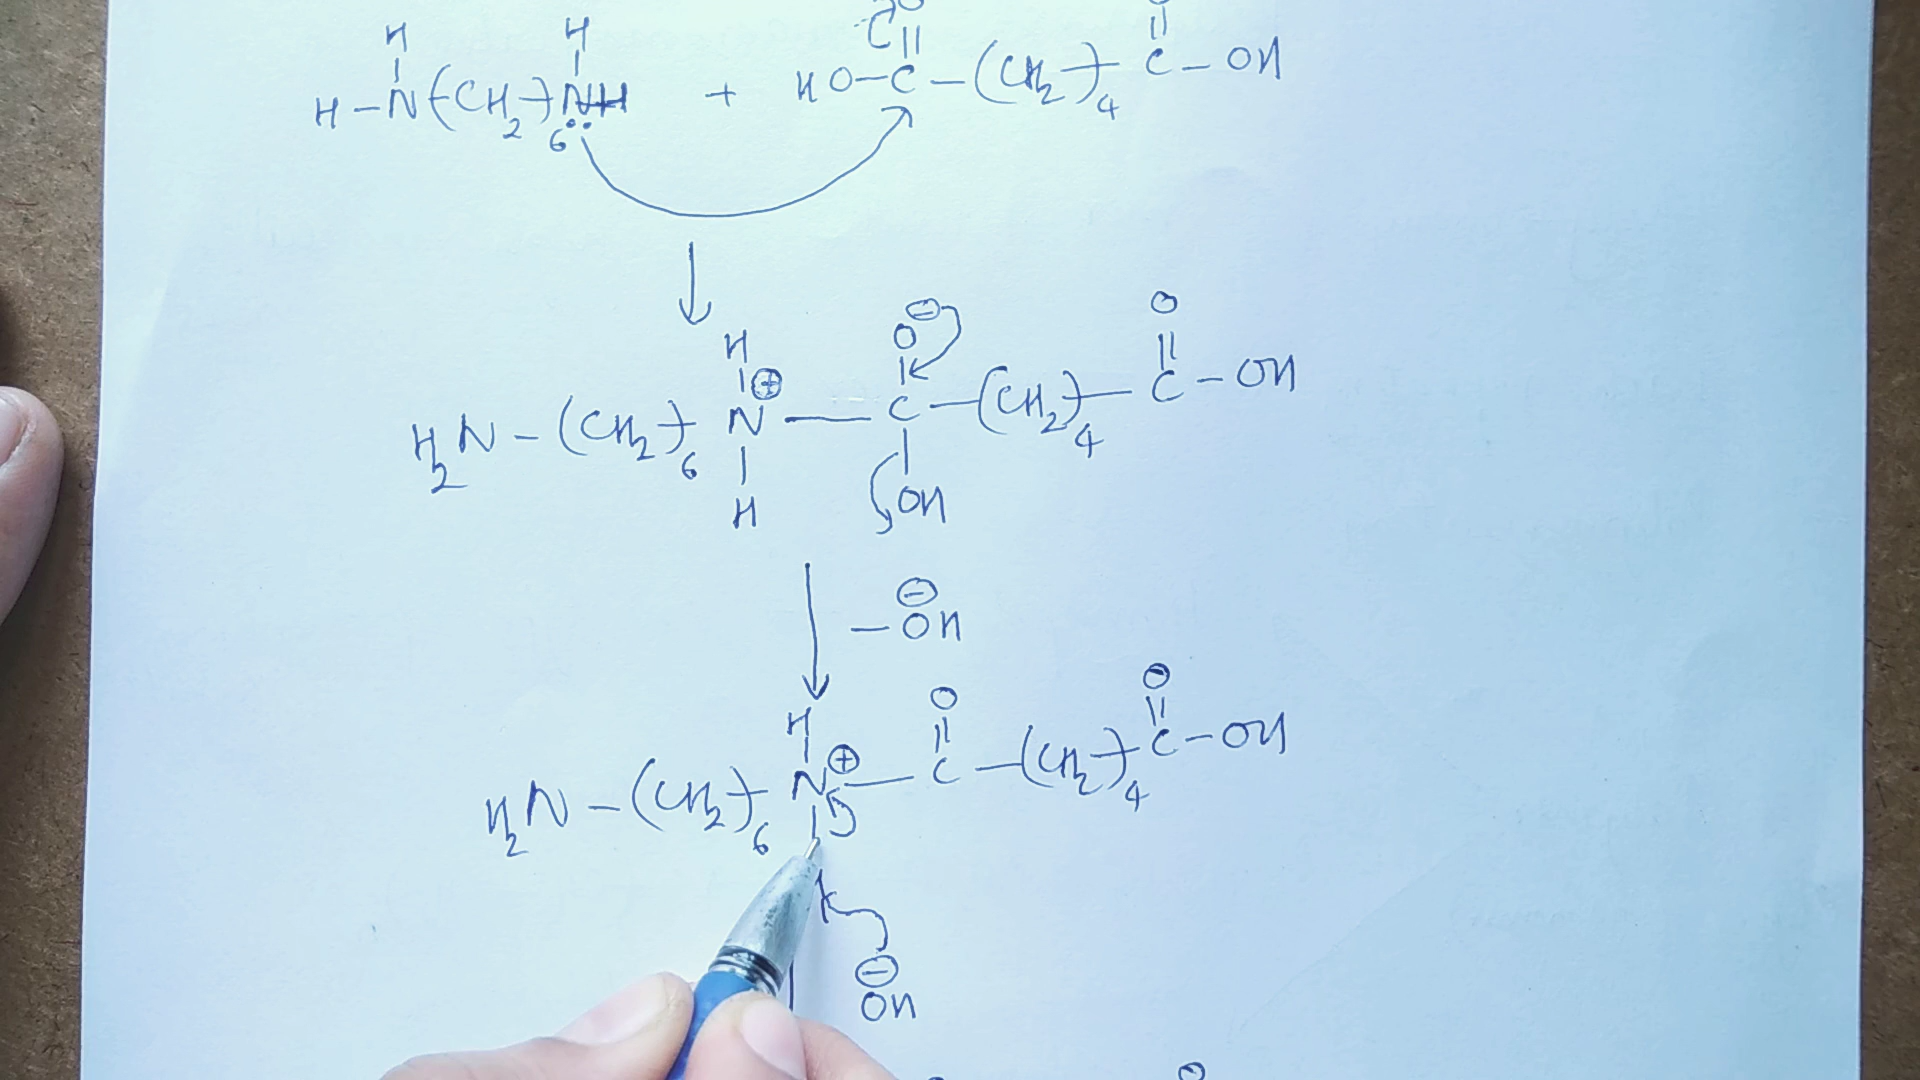 H H O O
H-N-(CH2)6-NH + HO-C-(CH2)4-C-OH
H O⊖ O
H2N-(CH2)6-N⊕-C-(CH2)4-C-OH
H OH
-⊖OH
H O O
H2N-(CH2)6-N⊕-C-(CH2)4-C-OH
⊖OH